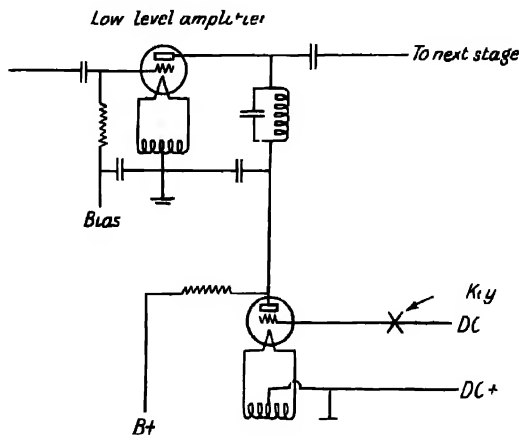 Low level amplifier
To next stage
Bias
Key
DC
DC+
B+